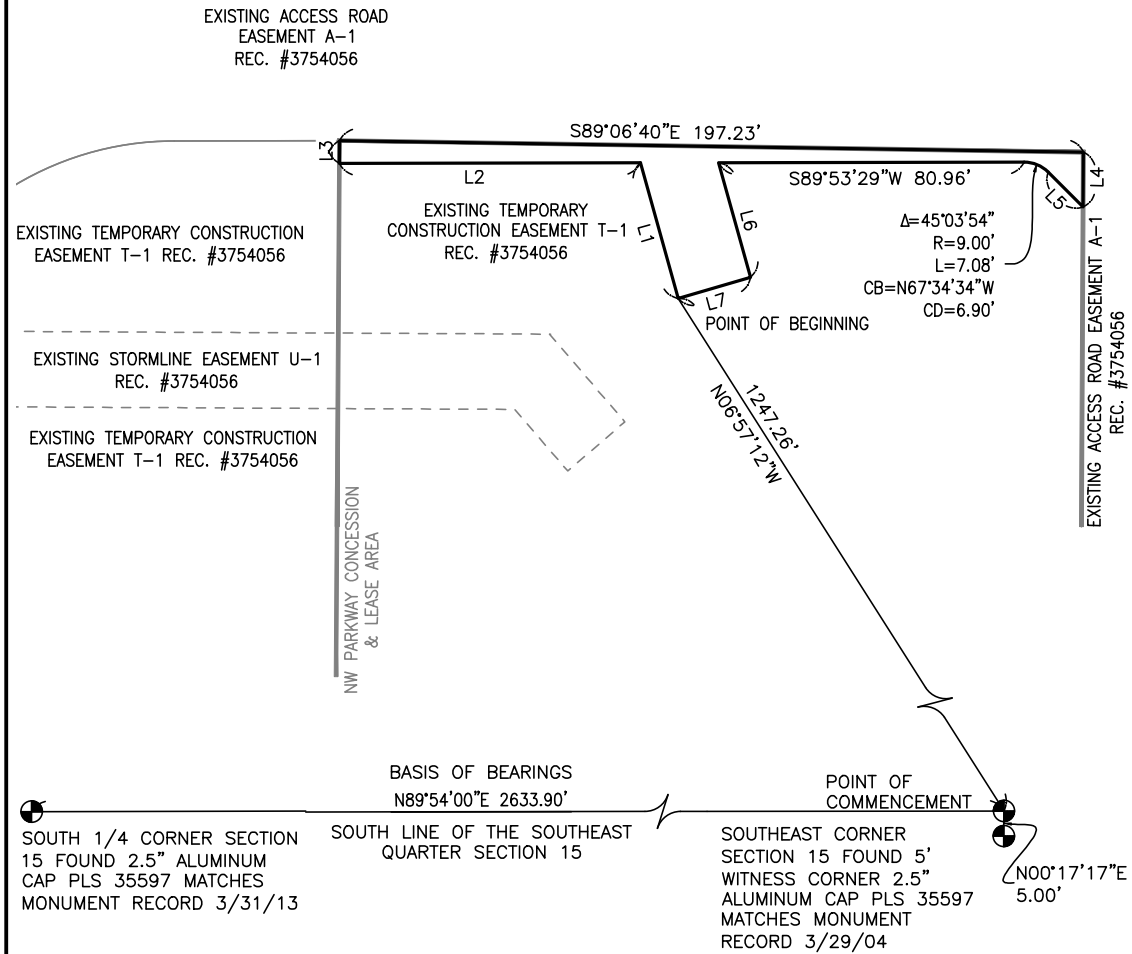 EXISTING ACCESS ROAD
EASEMENT A-1
REC. #3754056
S89°06'40"E 197.23'
L3
L2
L1
L6
L7
S89°53'29"W 80.96'
L5
L4
EXISTING TEMPORARY CONSTRUCTION
EASEMENT T-1 REC. #3754056
EXISTING TEMPORARY
CONSTRUCTION EASEMENT T-1
REC. #3754056
Δ=45°03'54"
R=9.00'
L=7.08'
CB=N67°34'34"W
CD=6.90'
POINT OF BEGINNING
EXISTING ACCESS ROAD EASEMENT A-1
REC. #3754056
EXISTING STORMLINE EASEMENT U-1
REC. #3754056
1247.26'
N06°57'12"W
EXISTING TEMPORARY CONSTRUCTION
EASEMENT T-1 REC. #3754056
NW PARKWAY CONCESSION
& LEASE AREA
BASIS OF BEARINGS
N89°54'00"E 2633.90'
SOUTH LINE OF THE SOUTHEAST
QUARTER SECTION 15
POINT OF
COMMENCEMENT
SOUTH 1/4 CORNER SECTION
15 FOUND 2.5" ALUMINUM
CAP PLS 35597 MATCHES
MONUMENT RECORD 3/31/13
SOUTHEAST CORNER
SECTION 15 FOUND 5'
WITNESS CORNER 2.5"
ALUMINUM CAP PLS 35597
MATCHES MONUMENT
RECORD 3/29/04
N00°17'17"E
5.00'